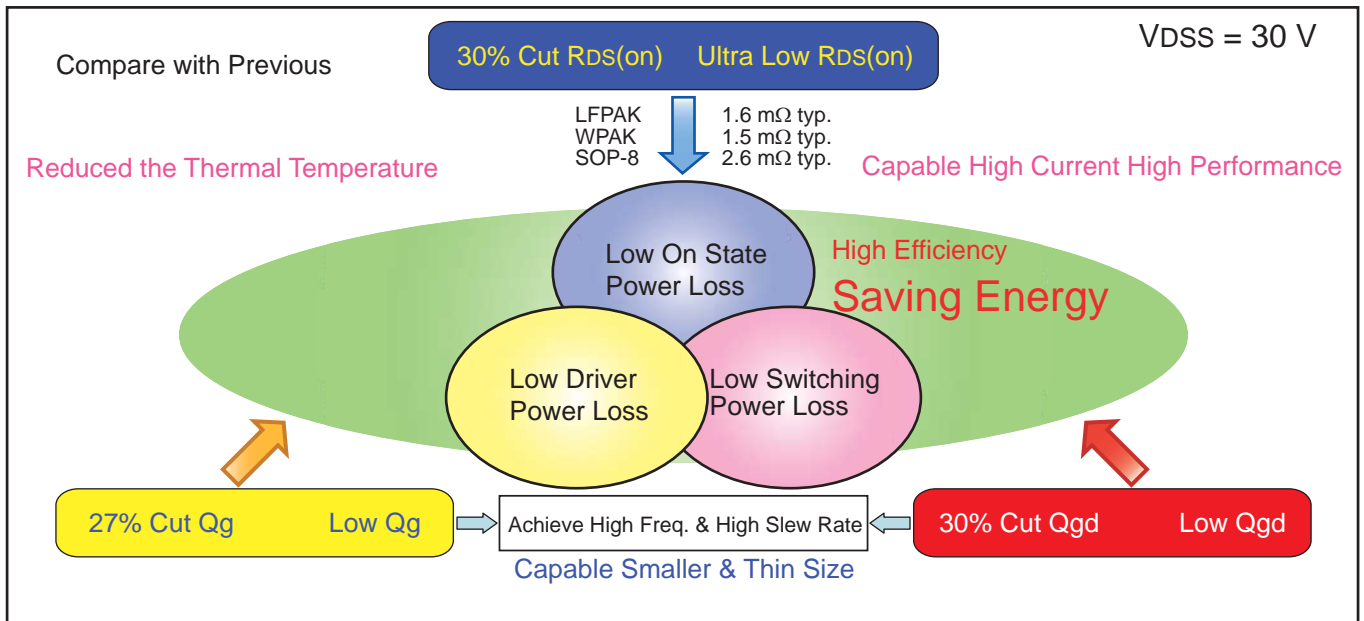 VDSS = 30 V
Compare with Previous
30% Cut RDS(on) Ultra Low RDS(on)
LFPAK 1.6 mΩ typ.
WPAK 1.5 mΩ typ.
SOP-8 2.6 mΩ typ.
Reduced the Thermal Temperature
Capable High Current High Performance
Low On State
Power Loss
High Efficiency
Saving Energy
Low Driver
Power Loss
Low Switching
Power Loss
27% Cut Qg Low Qg
Achieve High Freq. & High Slew Rate
30% Cut Qgd Low Qgd
Capable Smaller & Thin Size